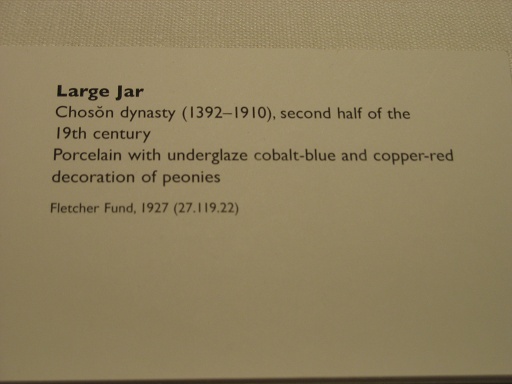 Large Jar
Chosŏn dynasty (1392–1910), second half of the
19th century
Porcelain with underglaze cobalt-blue and copper-red
decoration of peonies
Fletcher Fund, 1927 (27.119.22)